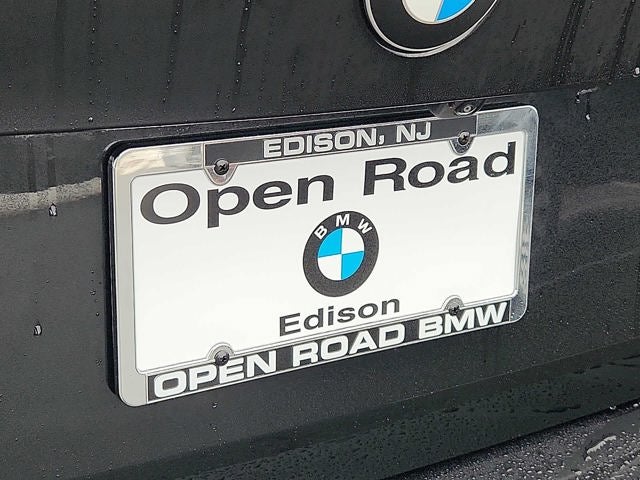 EDISON, NJ
Open Road
BMW
Edison
OPEN ROAD BMW